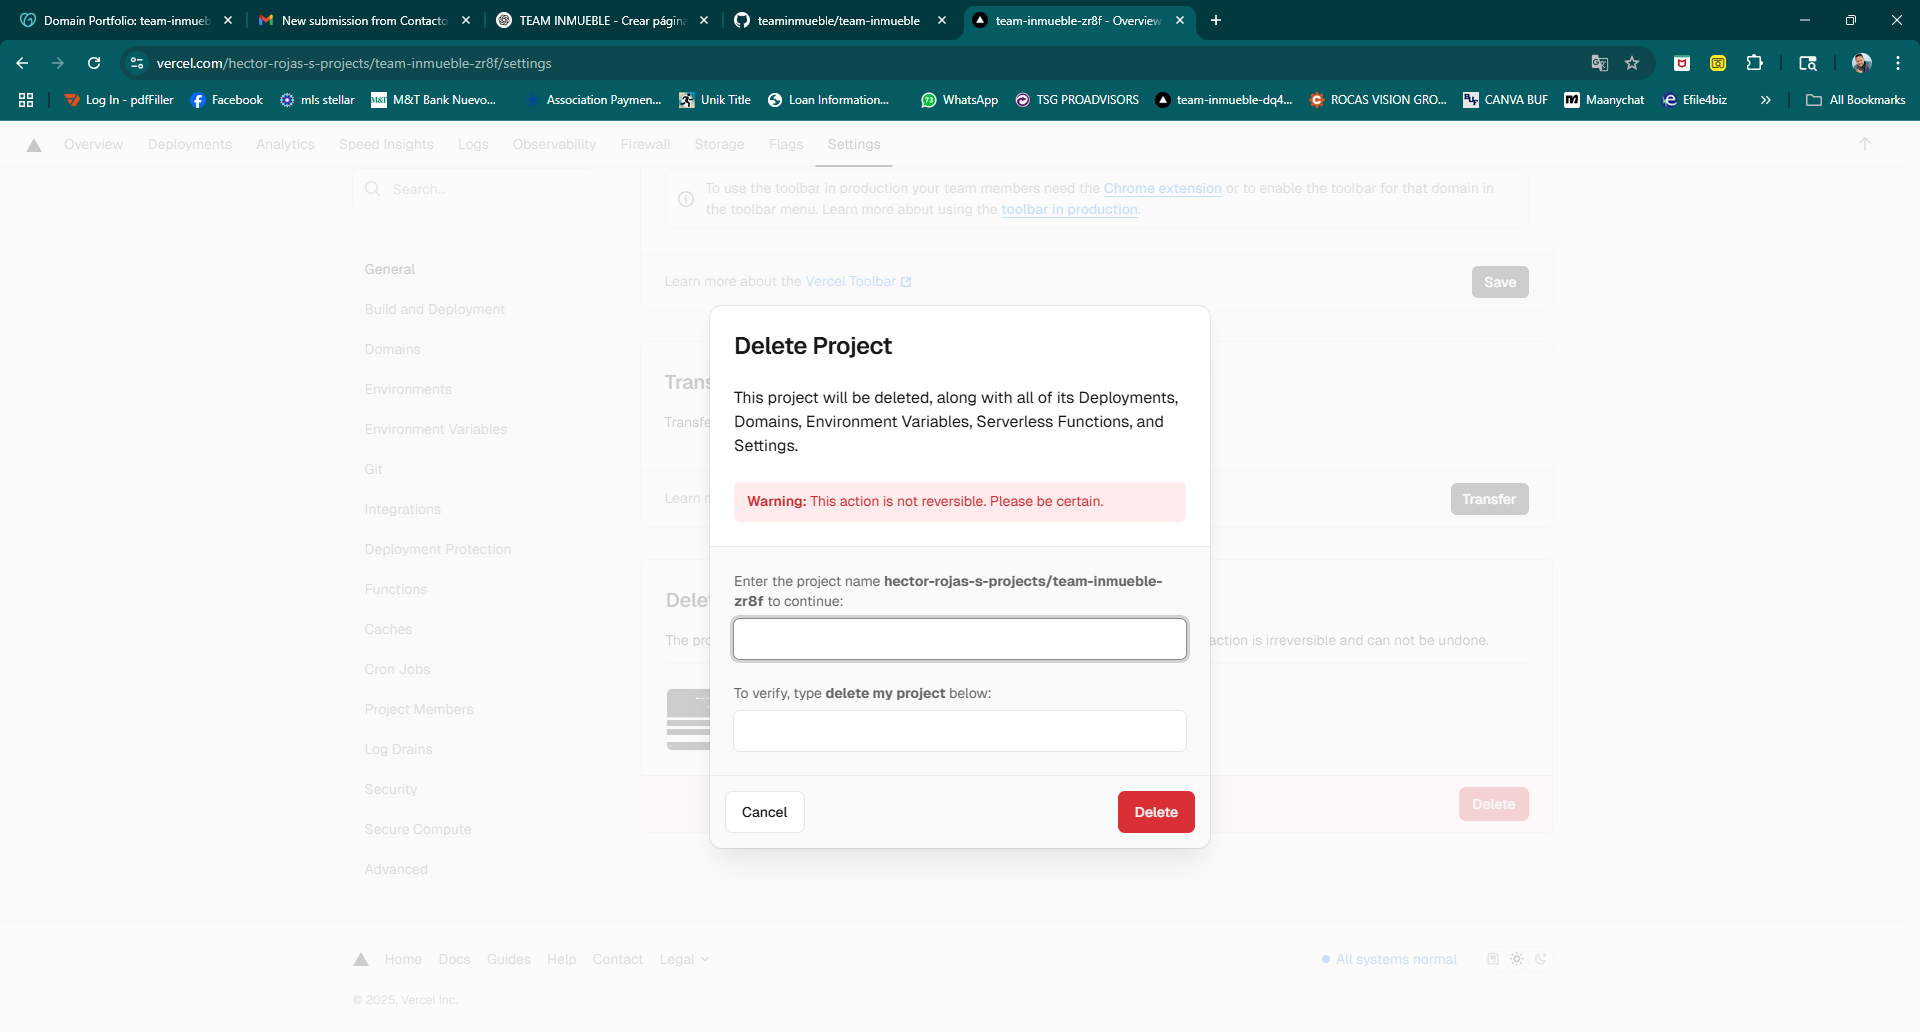 Domain Portfolio: team-inmueb
New submission from Contacto
TEAM INMUEBLE - Crear página
teaminmueble/team-inmueble
team-inmueble-zr8f - Overview
vercel.com/hector-rojas-s-projects/team-inmueble-zr8f/settings
Log In - pdfFiller
Facebook
mls stellar
M&T Bank Nuevo...
Association Paymen...
Unik Title
Loan Information...
WhatsApp
TSG PROADVISORS
team-inmueble-dq4...
ROCAS VISION GRO...
CANVA BUF
Maanychat
Efile4biz
All Bookmarks
Overview
Deployments
Analytics
Speed Insights
Logs
Observability
Firewall
Storage
Flags
Settings
Search...
General
Build and Deployment
Domains
Environments
Environment Variables
Git
Integrations
Deployment Protection
Functions
Caches
Cron Jobs
Project Members
Log Drains
Security
Secure Compute
Advanced
To use the toolbar in production your team members need the Chrome extension or to enable the toolbar for that domain in
the toolbar menu. Learn more about using the toolbar in production.
Learn more about the Vercel Toolbar
Save
Trans
Transfe
Learn m
Transfer
Dele
The pro
action is irreversible and can not be undone.
Delete
Delete Project
This project will be deleted, along with all of its Deployments,
Domains, Environment Variables, Serverless Functions, and
Settings.
Warning: This action is not reversible. Please be certain.
Enter the project name hector-rojas-s-projects/team-inmueble-
zr8f to continue:
To verify, type delete my project below:
Cancel
Delete
Home
Docs
Guides
Help
Contact
Legal
All systems normal
© 2025, Vercel Inc.